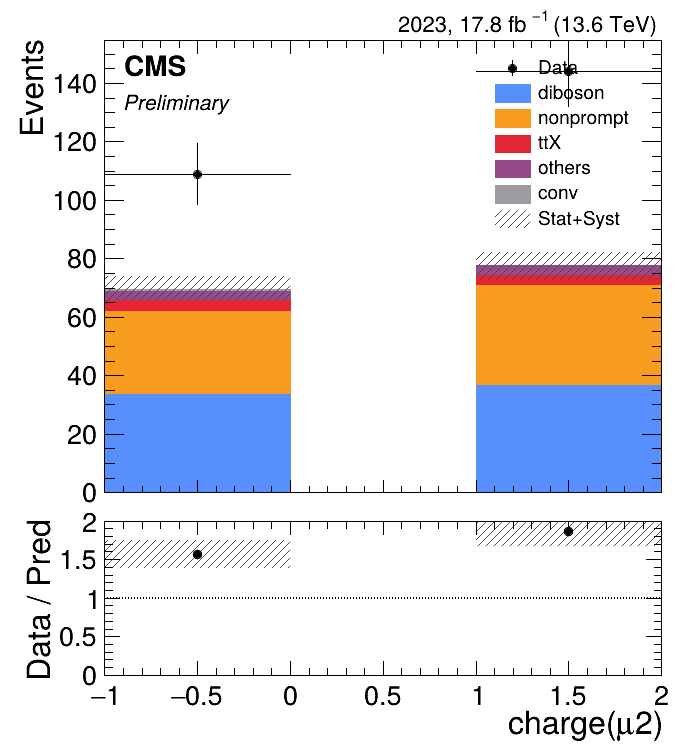 2023, 17.8 fb⁻¹ (13.6 TeV)
CMS
Preliminary
Events
140
120
100
80
60
40
20
0
Data
diboson
nonprompt
ttX
others
conv
Stat+Syst
Data / Pred
2
1.5
1
0.5
0
−1 −0.5 0 0.5 1 1.5 2
charge(μ2)